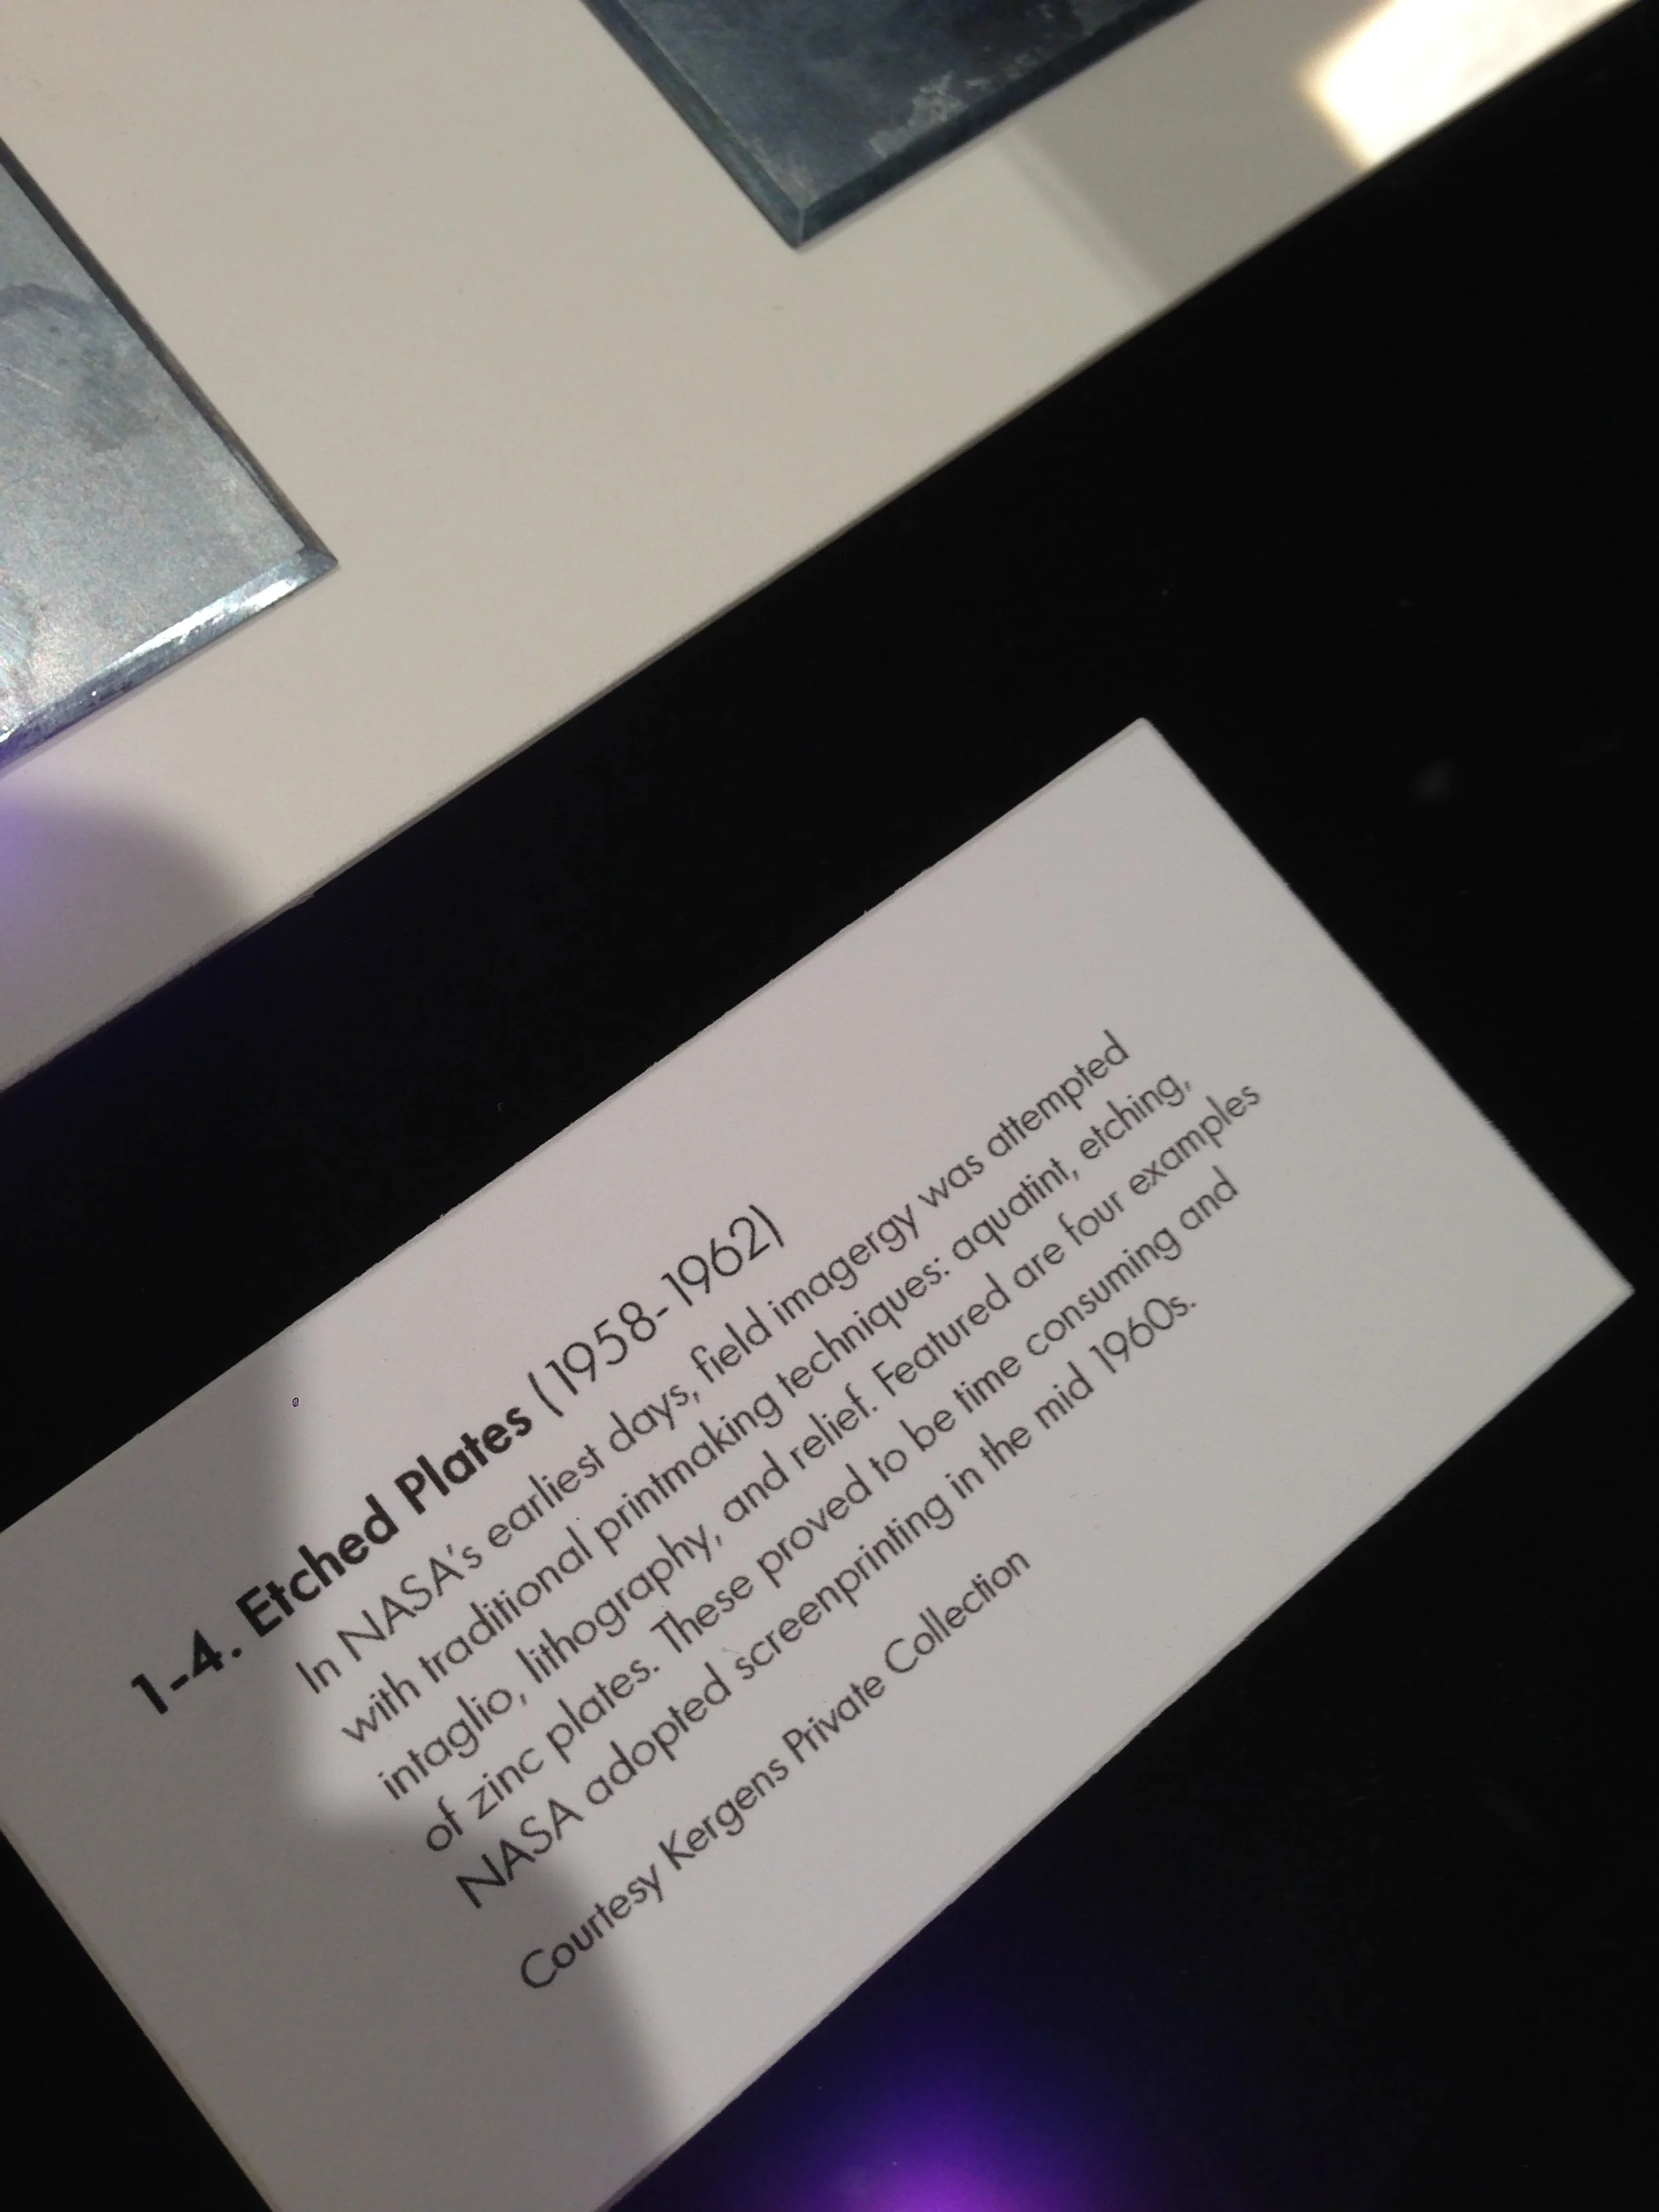 1-4. Etched Plates (1958-1962)
In NASA's earliest days, field imagergy was attempted
with traditional printmaking techniques: aquatint, etching,
intaglio, lithography, and relief. Featured are four examples
of zinc plates. These proved to be time consuming and
NASA adopted screenprinting in the mid 1960s.
Courtesy Kergens Private Collection